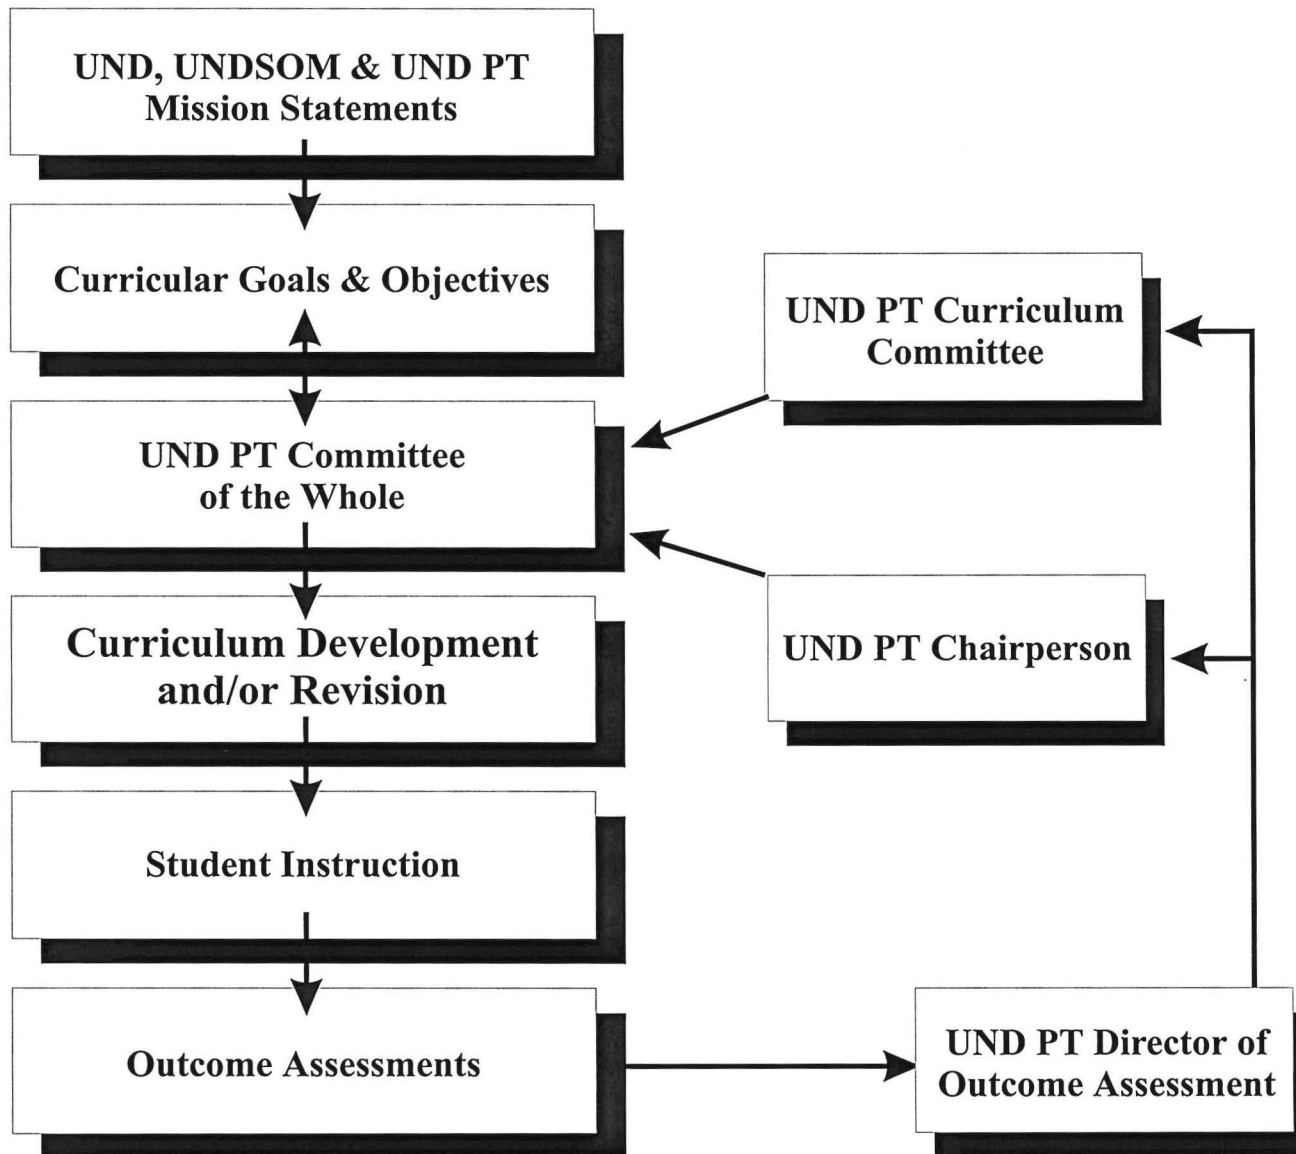 UND, UNDSOM & UND PT
Mission Statements
Curricular Goals & Objectives
UND PT Curriculum
Committee
UND PT Committee
of the Whole
UND PT Chairperson
Curriculum Development
and/or Revision
Student Instruction
Outcome Assessments
UND PT Director of
Outcome Assessment